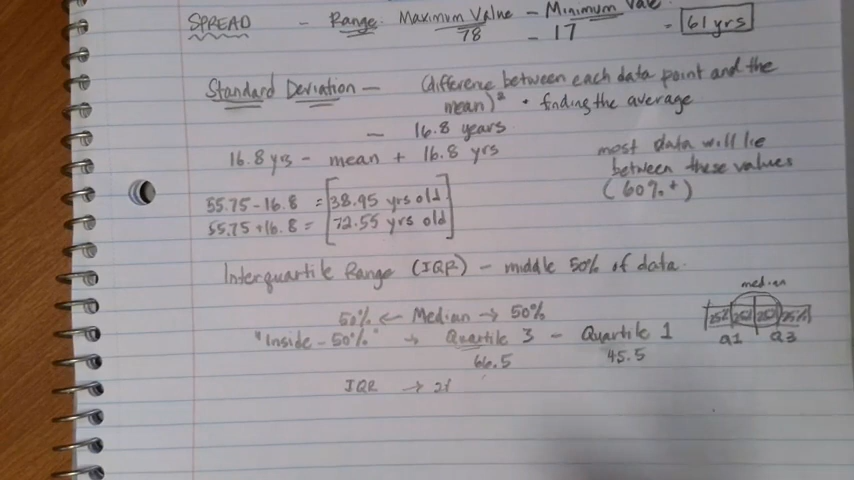 SPREAD - Range: Maximum Value - Minimum
78 - 17 = 61 yrs
Standard Deviation - (difference between each data point and the
mean)² • finding the average
- 16.8 years
16.8 yrs - mean + 16.8 yrs
most data will lie
between these values
(60% +)
55.75 - 16.8 = 38.95 yrs old
55.75 + 16.8 = 72.55 yrs old
Interquartile Range (IQR) - middle 50% of data.
median
50% ← Median → 50%
25% 25%
"Inside - 50%" → Quartile 3 - Quartile 1
Q1 Q3
66.5 45.5
IQR → 21